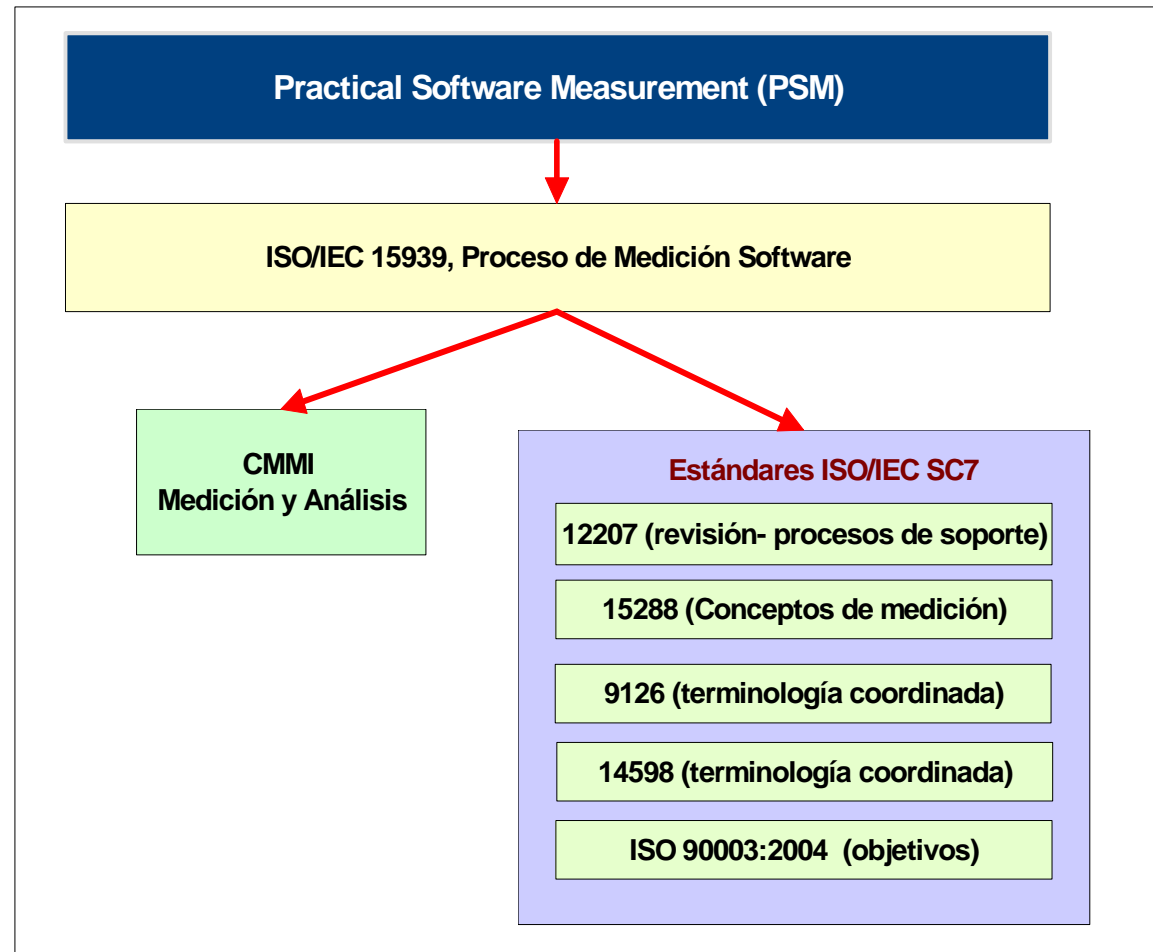 Practical Software Measurement (PSM)
ISO/IEC 15939, Proceso de Medición Software
CMMI
Medición y Análisis
Estándares ISO/IEC SC7
12207 (revisión- procesos de soporte)
15288 (Conceptos de medición)
9126 (terminología coordinada)
14598 (terminología coordinada)
ISO 90003:2004 (objetivos)